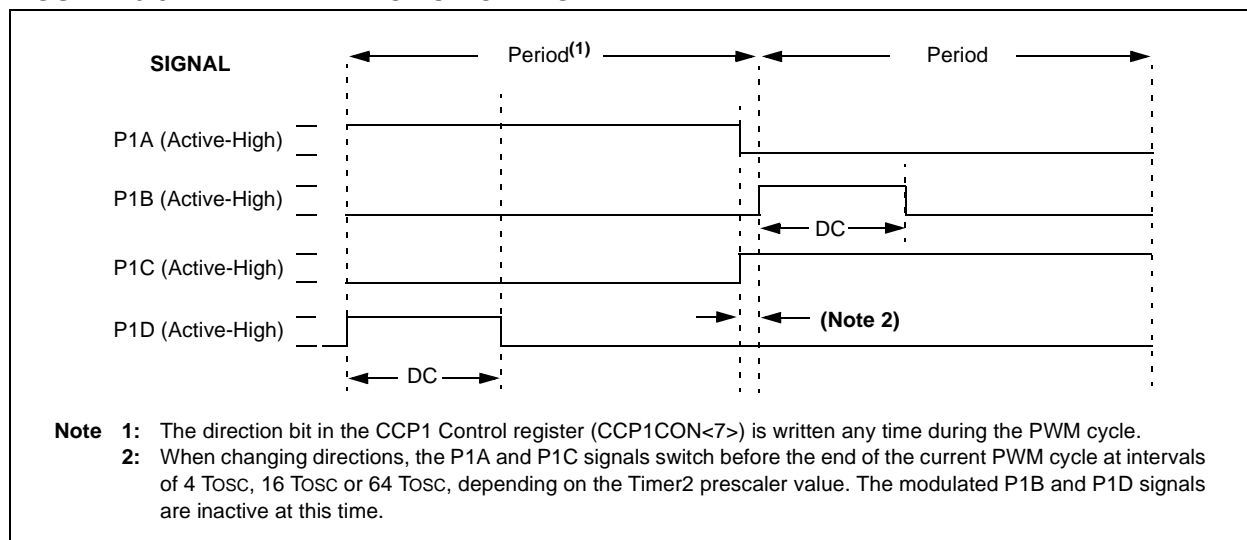 SIGNAL
Period(1)
Period
P1A (Active-High)
P1B (Active-High)
DC
P1C (Active-High)
P1D (Active-High)
(Note 2)
DC
Note 1: The direction bit in the CCP1 Control register (CCP1CON<7>) is written any time during the PWM cycle.
2: When changing directions, the P1A and P1C signals switch before the end of the current PWM cycle at intervals
of 4 TOSC, 16 TOSC or 64 TOSC, depending on the Timer2 prescaler value. The modulated P1B and P1D signals
are inactive at this time.